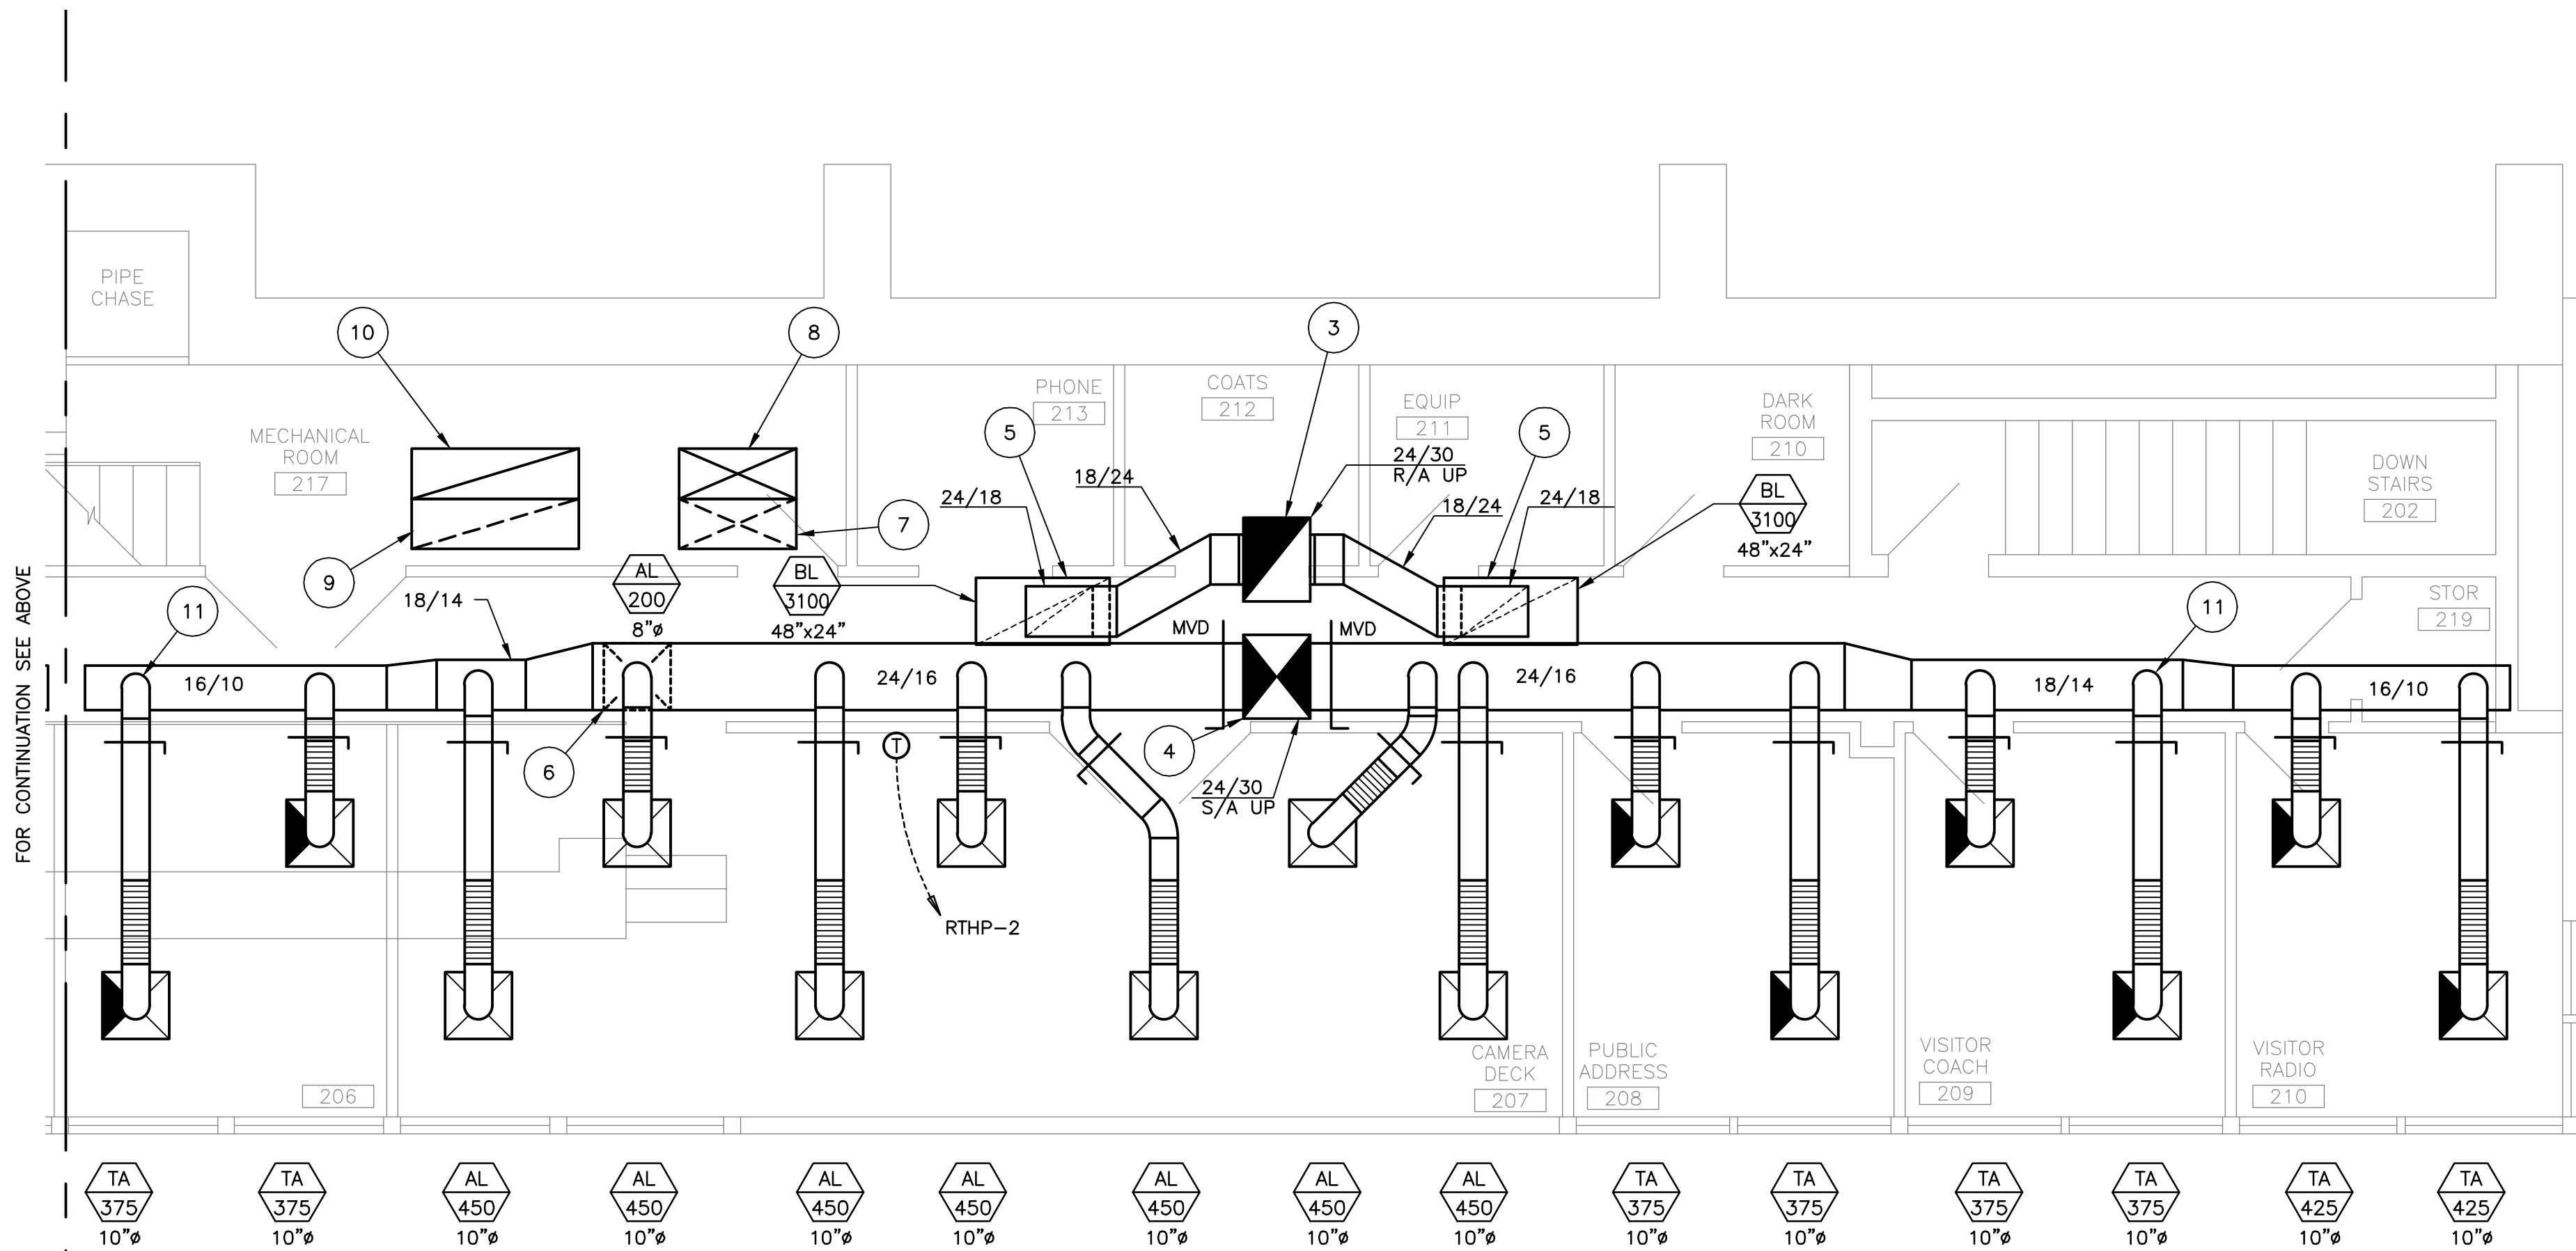 FOR CONTINUATION SEE ABOVE
PIPE
CHASE
10
8
3
MECHANICAL
ROOM
217
9
7
5
PHONE
213
COATS
212
EQUIP
211
5
DARK
ROOM
210
DOWN
STAIRS
202
24/18
18/24
24/30
R/A UP
18/24
24/18
BL
3100
48"x24"
11
18/14
AL
200
8"ø
BL
3100
48"x24"
MVD
MVD
11
STOR
219
16/10
24/16
24/16
18/14
16/10
6
T
RTHP-2
4
24/30
S/A UP
206
CAMERA
DECK
207
PUBLIC
ADDRESS
208
VISITOR
COACH
209
VISITOR
RADIO
210
TA
375
10"ø
TA
375
10"ø
AL
450
10"ø
AL
450
10"ø
AL
450
10"ø
AL
450
10"ø
AL
450
10"ø
AL
450
10"ø
AL
450
10"ø
TA
375
10"ø
TA
375
10"ø
TA
375
10"ø
TA
375
10"ø
TA
425
10"ø
TA
425
10"ø